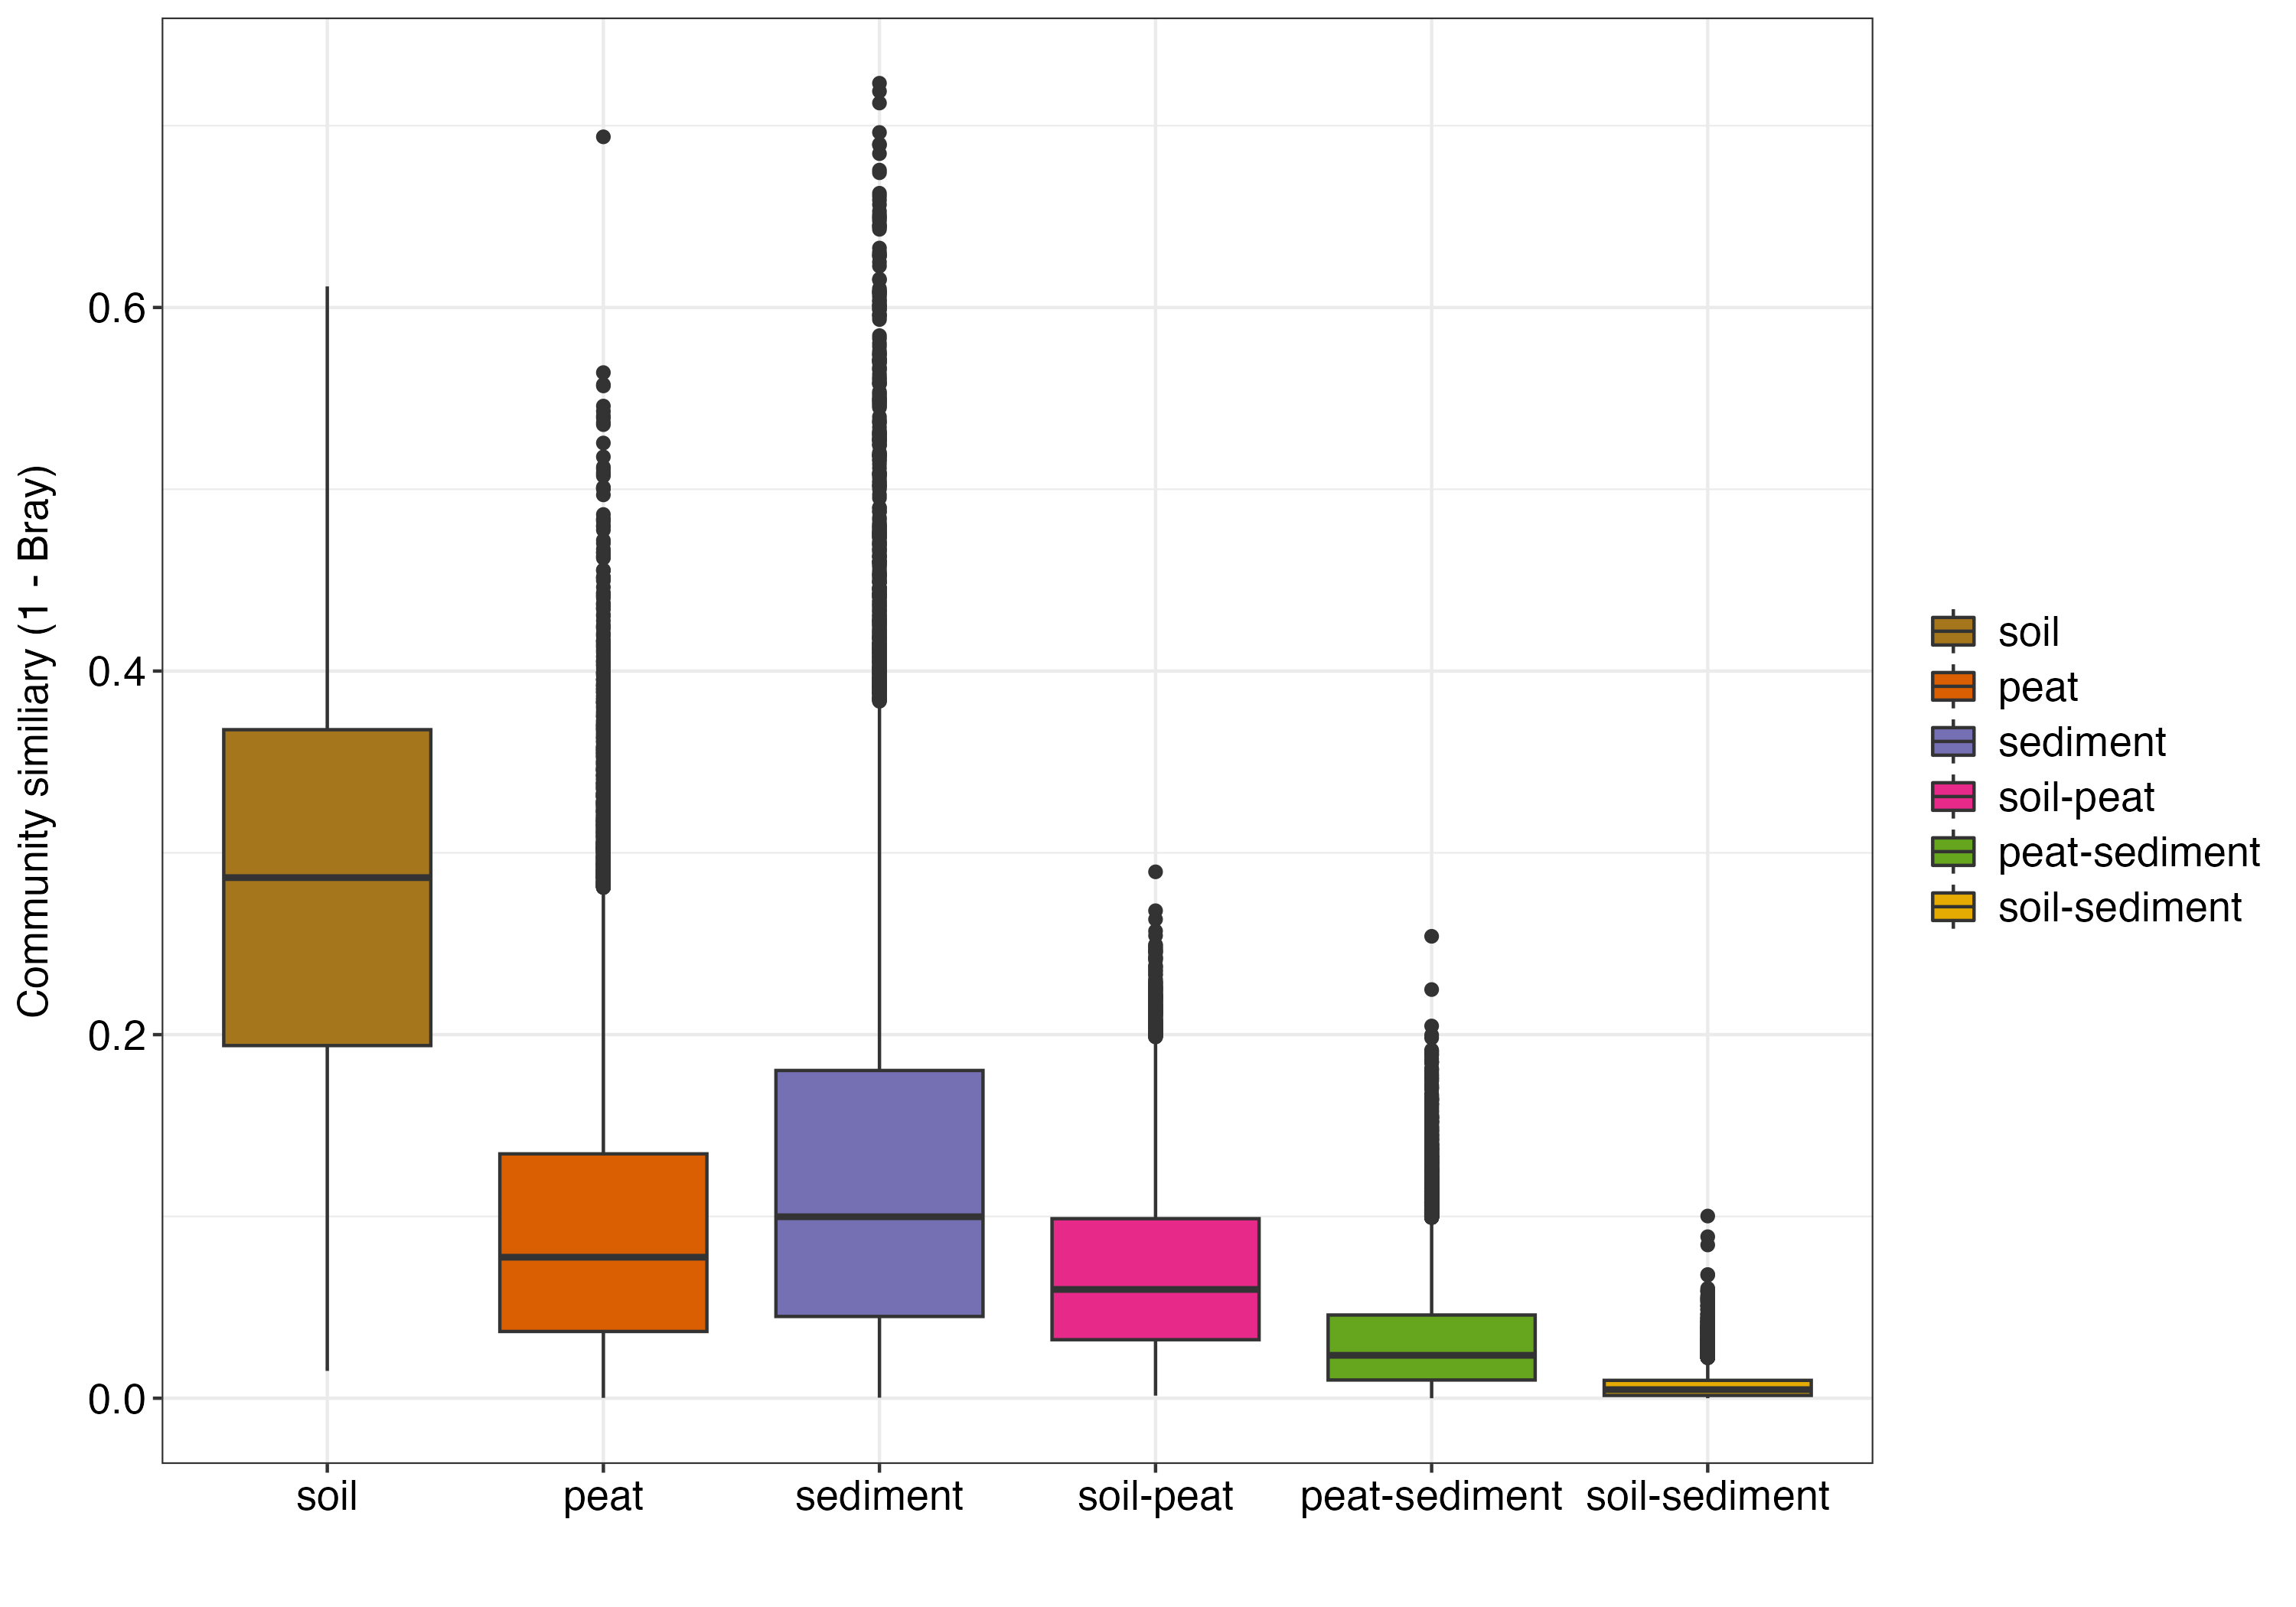 Community similiary (1 - Bray)
0.6
0.4
0.2
0.0
soil
peat
sediment
soil-peat
peat-sediment
soil-sediment
soil
peat
sediment
soil-peat
peat-sediment
soil-sediment